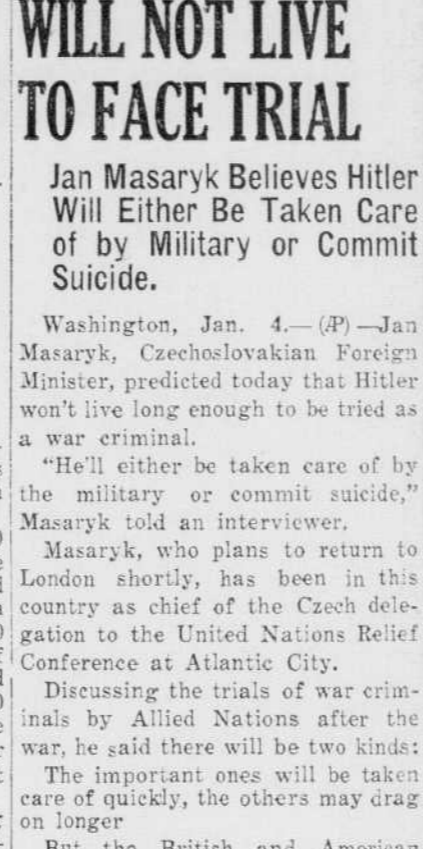 WILL NOT LIVE
TO FACE TRIAL
Jan Masaryk Believes Hitler
Will Either Be Taken Care
of by Military or Commit
Suicide.
Washington, Jan. 4.—(AP)—Jan
Masaryk, Czechoslovakian Foreign
Minister, predicted today that Hitler
won't live long enough to be tried as
a war criminal.
"He'll either be taken care of by
the military or commit suicide,"
Masaryk told an interviewer.
Masaryk, who plans to return to
London shortly, has been in this
country as chief of the Czech dele-
gation to the United Nations Relief
Conference at Atlantic City.
Discussing the trials of war crim-
inals by Allied Nations after the
war, he said there will be two kinds:
The important ones will be taken
care of quickly, the others may drag
on longer
But the British and American